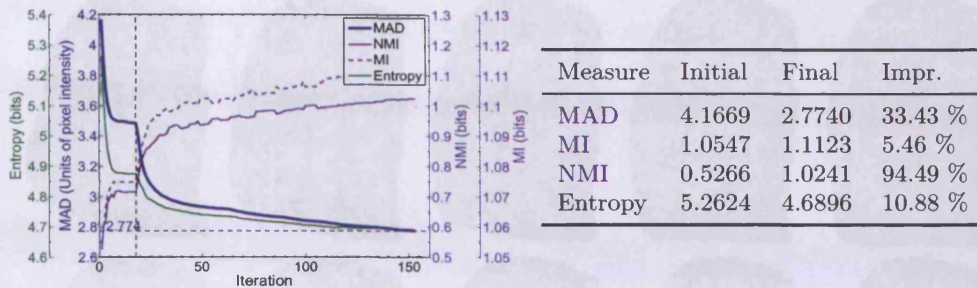 5.4
5.3
5.2
5.1
5
4.9
4.8
4.7
4.6
Entropy (bits)
4.2
4
3.8
3.6
3.4
3.2
3
2.8
2.6
MAD (Units of pixel intensity)
2.774
0
50
100
150
Iteration
MAD
NMI
MI
Entropy
1.3
1.2
1.1
1
0.9
0.8
0.7
0.6
0.5
NMI (bits)
1.13
1.12
1.11
1.10
1.09
1.08
1.07
1.06
1.05
MI (bits)
Measure Initial Final Impr.
MAD 4.1669 2.7740 33.43 %
MI 1.0547 1.1123 5.46 %
NMI 0.5266 1.0241 94.49 %
Entropy 5.2624 4.6896 10.88 %